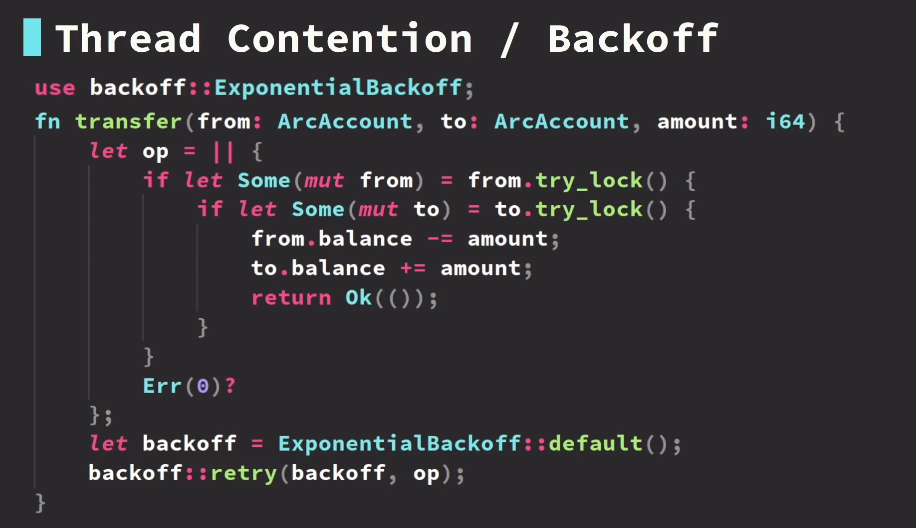 Thread Contention / Backoff
use backoff::ExponentialBackoff;
fn transfer(from: ArcAccount, to: ArcAccount, amount: i64) {
    let op = || {
        if let Some(mut from) = from.try_lock() {
            if let Some(mut to) = to.try_lock() {
                from.balance -= amount;
                to.balance += amount;
                return Ok(());
            }
        }
        Err(0)?
    };
    let backoff = ExponentialBackoff::default();
    backoff::retry(backoff, op);
}